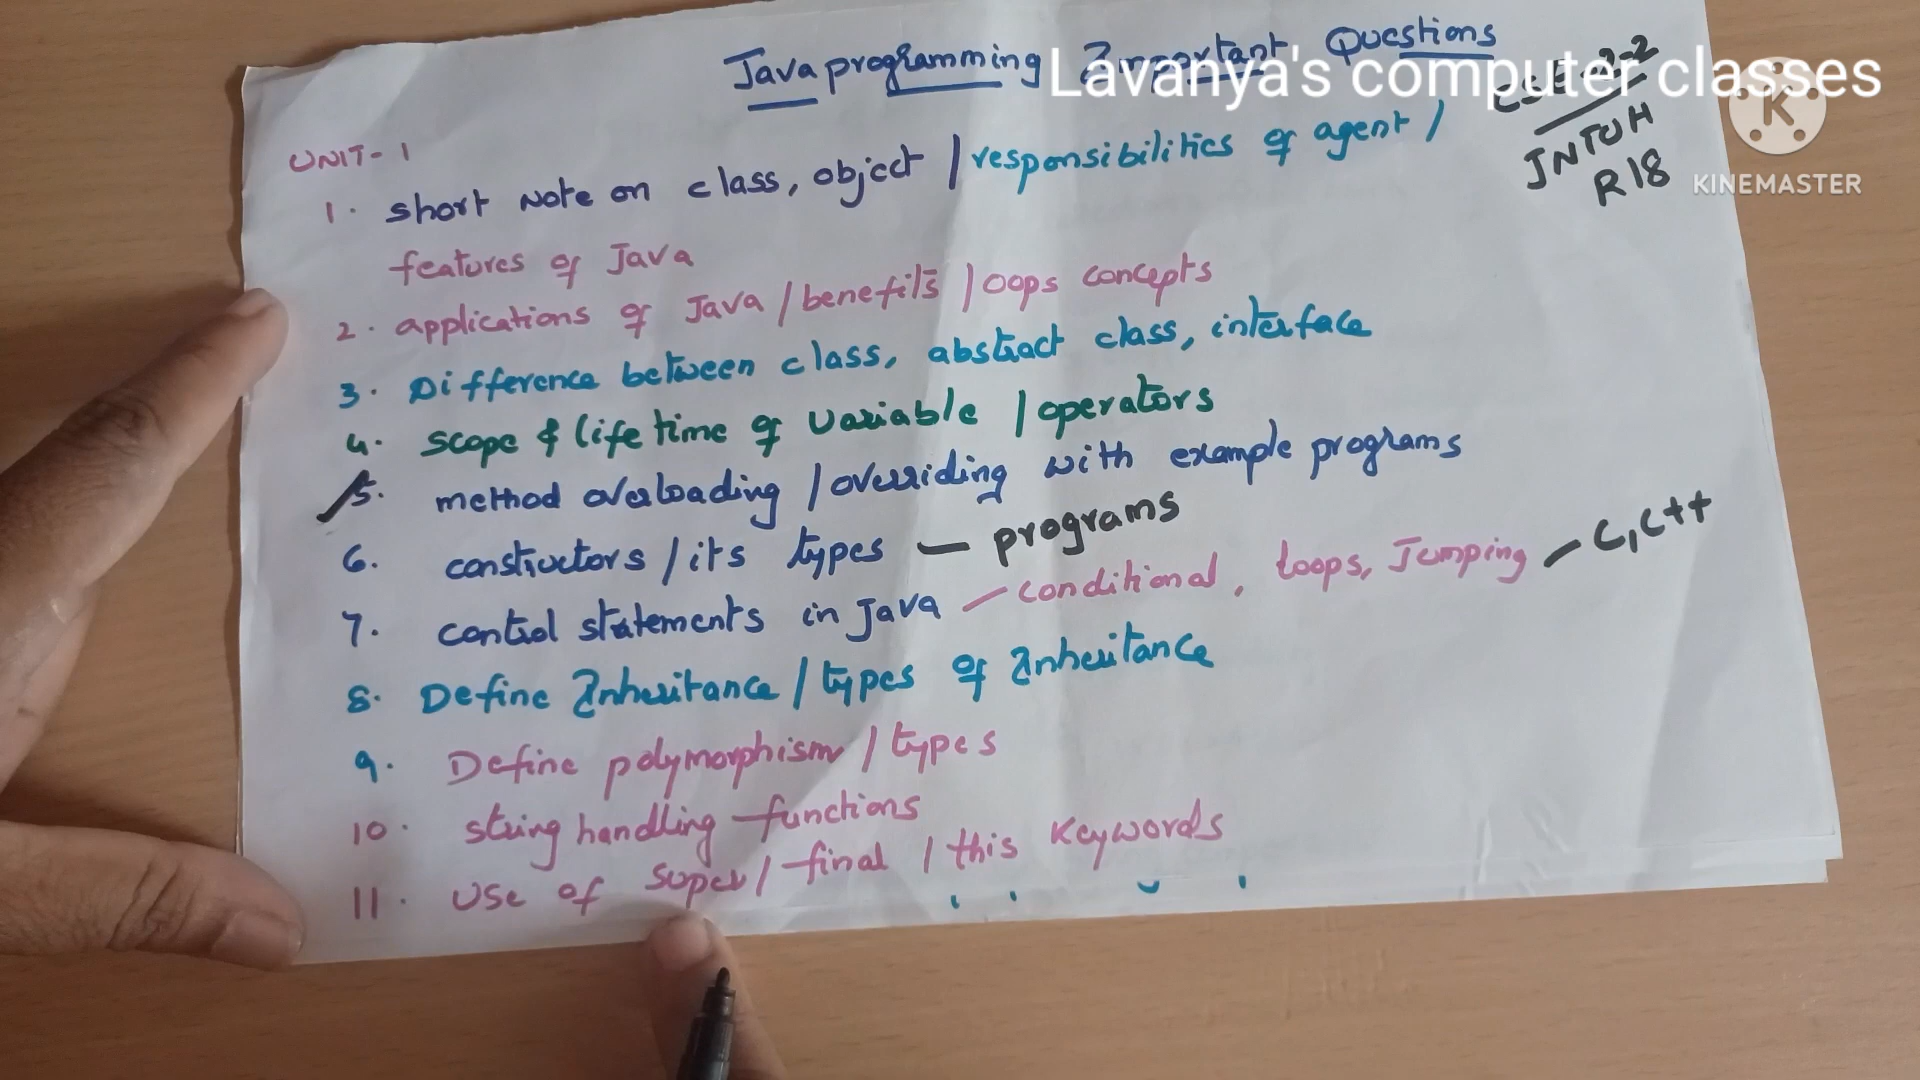 Java programming Important Questions
Lavanya's computer classes
CSE 2-2
JNTUH
R18
KINEMASTER
UNIT-1
1. short Note on class, object / responsibilities of agent /
features of Java
2. applications of Java / benefits / oops concepts
3. Difference between class, abstract class, interface
4. scope & life time of variable / operators
5. method overloading / overriding with example programs
6. constructors / its types — programs
7. control statements in Java — conditional, loops, Jumping — C, C++
8. Define Inheritance / types of Inheritance
9. Define polymorphism / types
10. string handling functions
11. use of super / final / this keywords